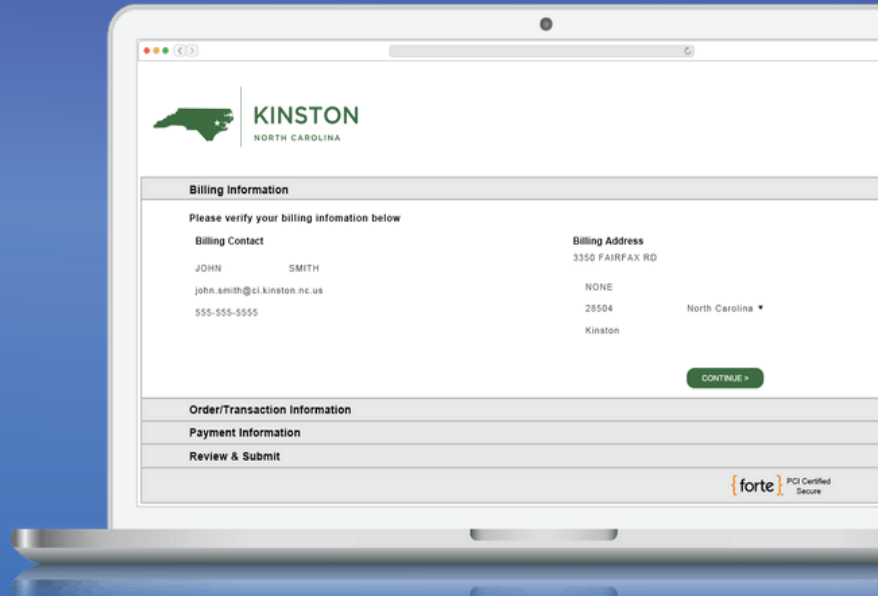 KINSTON
NORTH CAROLINA
Billing Information
Please verify your billing infomation below
Billing Contact
JOHN SMITH
john.smith@ci.kinston.nc.us
555-555-5555
Billing Address
3350 FAIRFAX RD
NONE
28504 North Carolina
Kinston
CONTINUE >
Order/Transaction Information
Payment Information
Review & Submit
{forte} PCI Certified
Secure